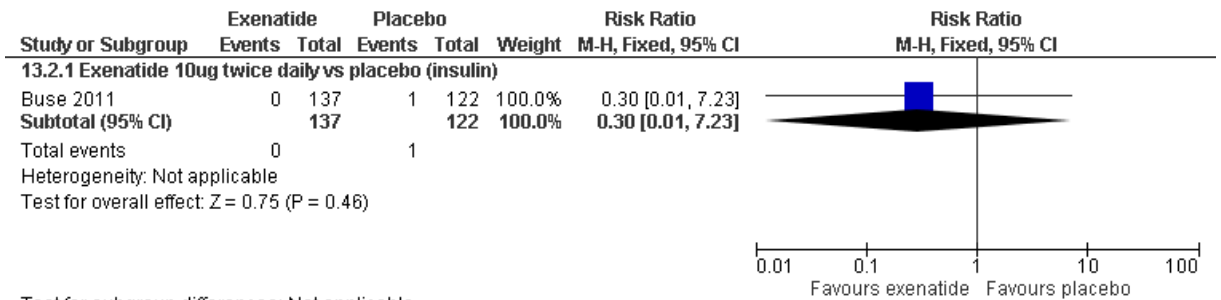 Exenatide Placebo Risk Ratio Risk Ratio
Study or Subgroup Events Total Events Total Weight M-H, Fixed, 95% CI M-H, Fixed, 95% CI
13.2.1 Exenatide 10ug twice daily vs placebo (insulin)
Buse 2011 0 137 1 122 100.0% 0.30 [0.01, 7.23]
Subtotal (95% CI) 137 122 100.0% 0.30 [0.01, 7.23]
Total events 0 1
Heterogeneity: Not applicable
Test for overall effect: Z = 0.75 (P = 0.46)
0.01 0.1 1 10 100
Favours exenatide Favours placebo
Test for subgroup differences: Not applicable